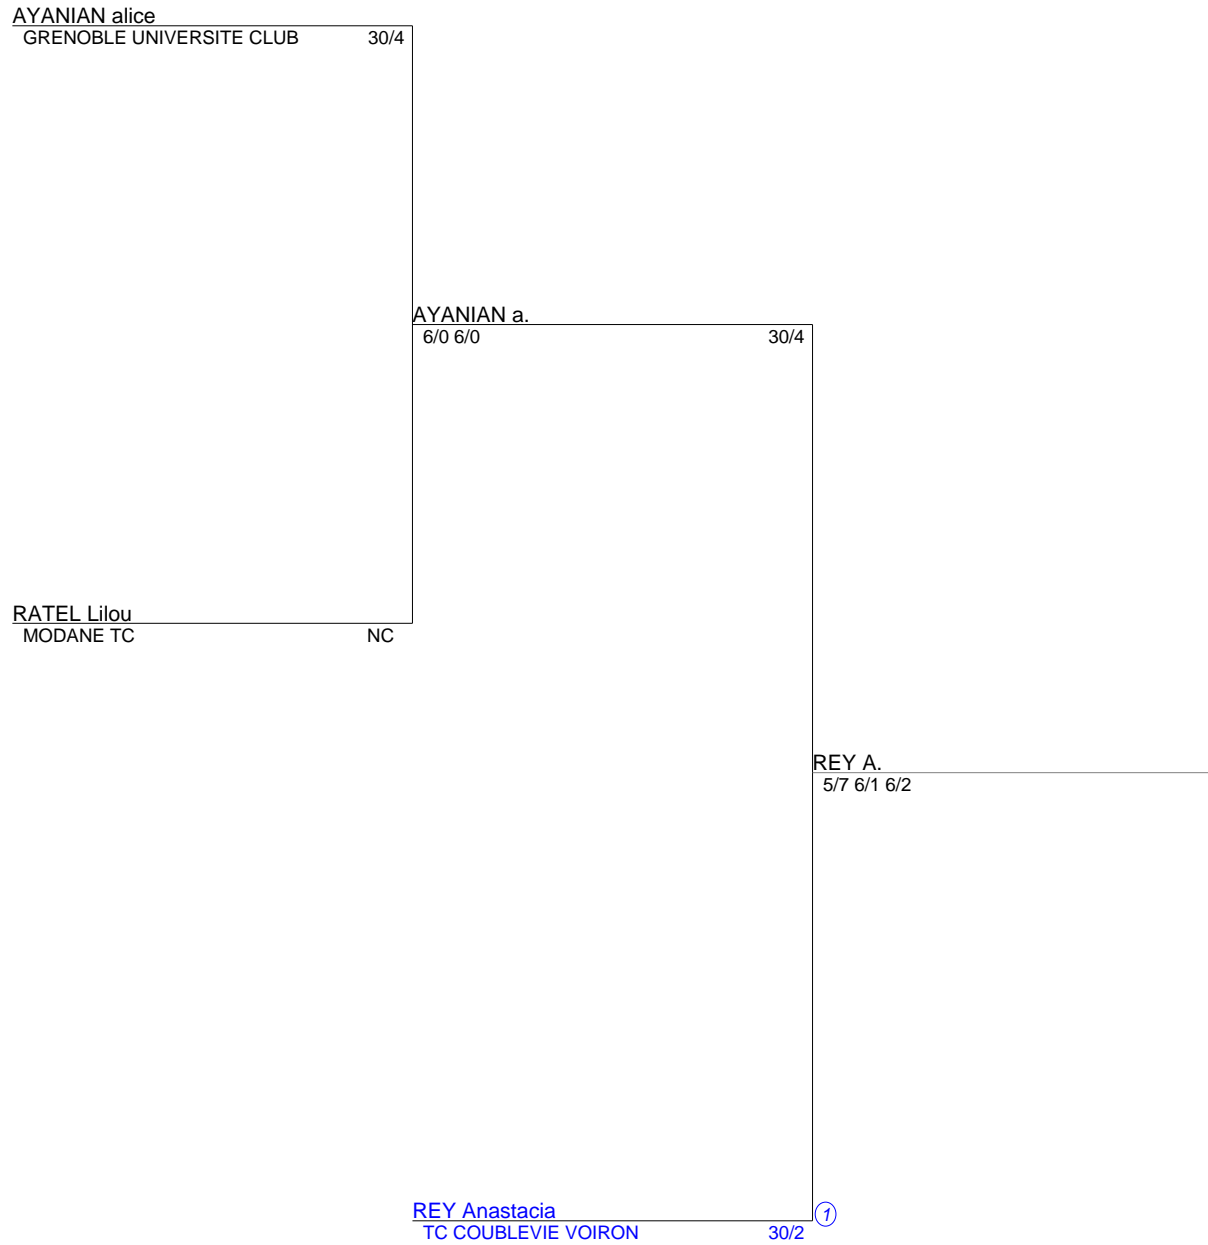 AYANIAN alice
GRENOBLE UNIVERSITE CLUB 30/4
AYANIAN a.
6/0 6/0 30/4
RATEL Lilou
MODANE TC NC
REY A.
5/7 6/1 6/2
REY Anastacia 1
TC COUBLEVIE VOIRON 30/2